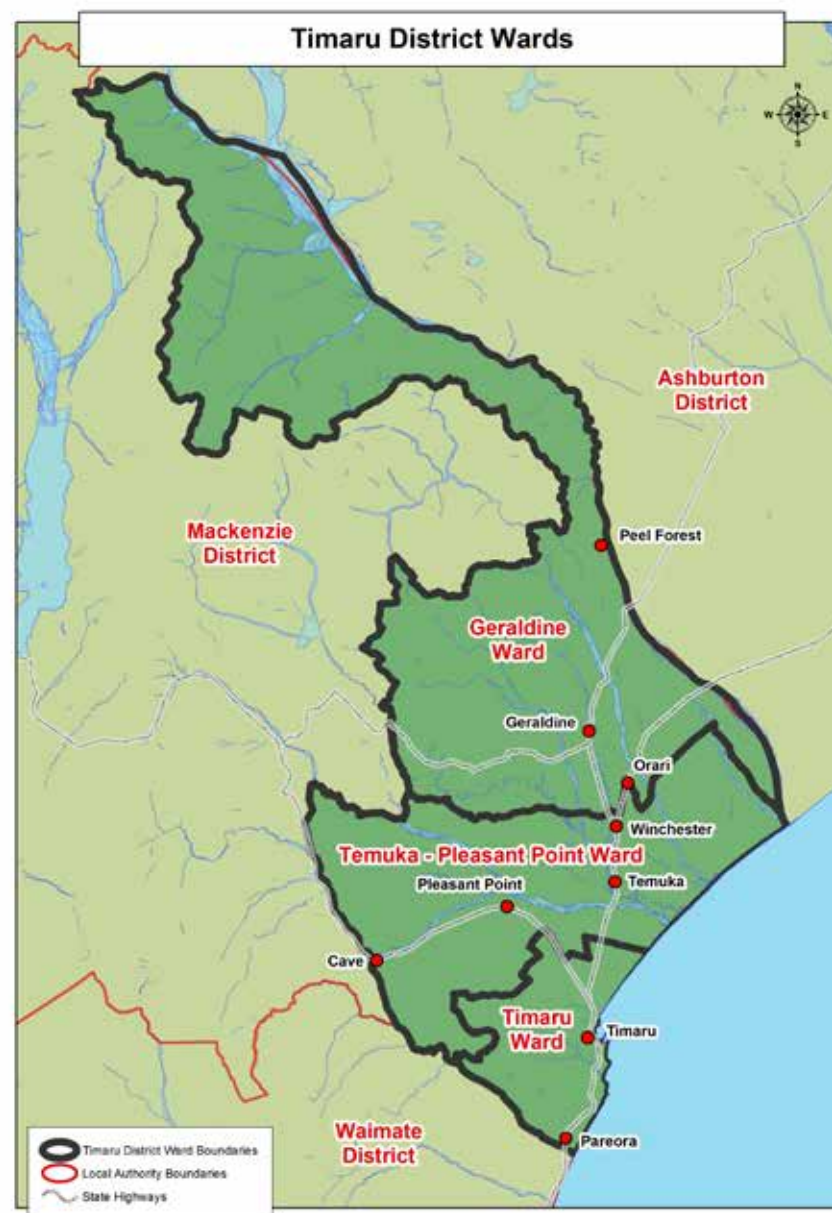 Timaru District Wards
N
W
E
S
Ashburton
District
Mackenzie
District
Peel Forest
Geraldine
Ward
Geraldine
Orari
Winchester
Temuka - Pleasant Point Ward
Pleasant Point
Temuka
Cave
Timaru
Ward
Timaru
Waimate
District
Pareora
Timaru District Ward Boundaries
Local Authority Boundaries
State Highways